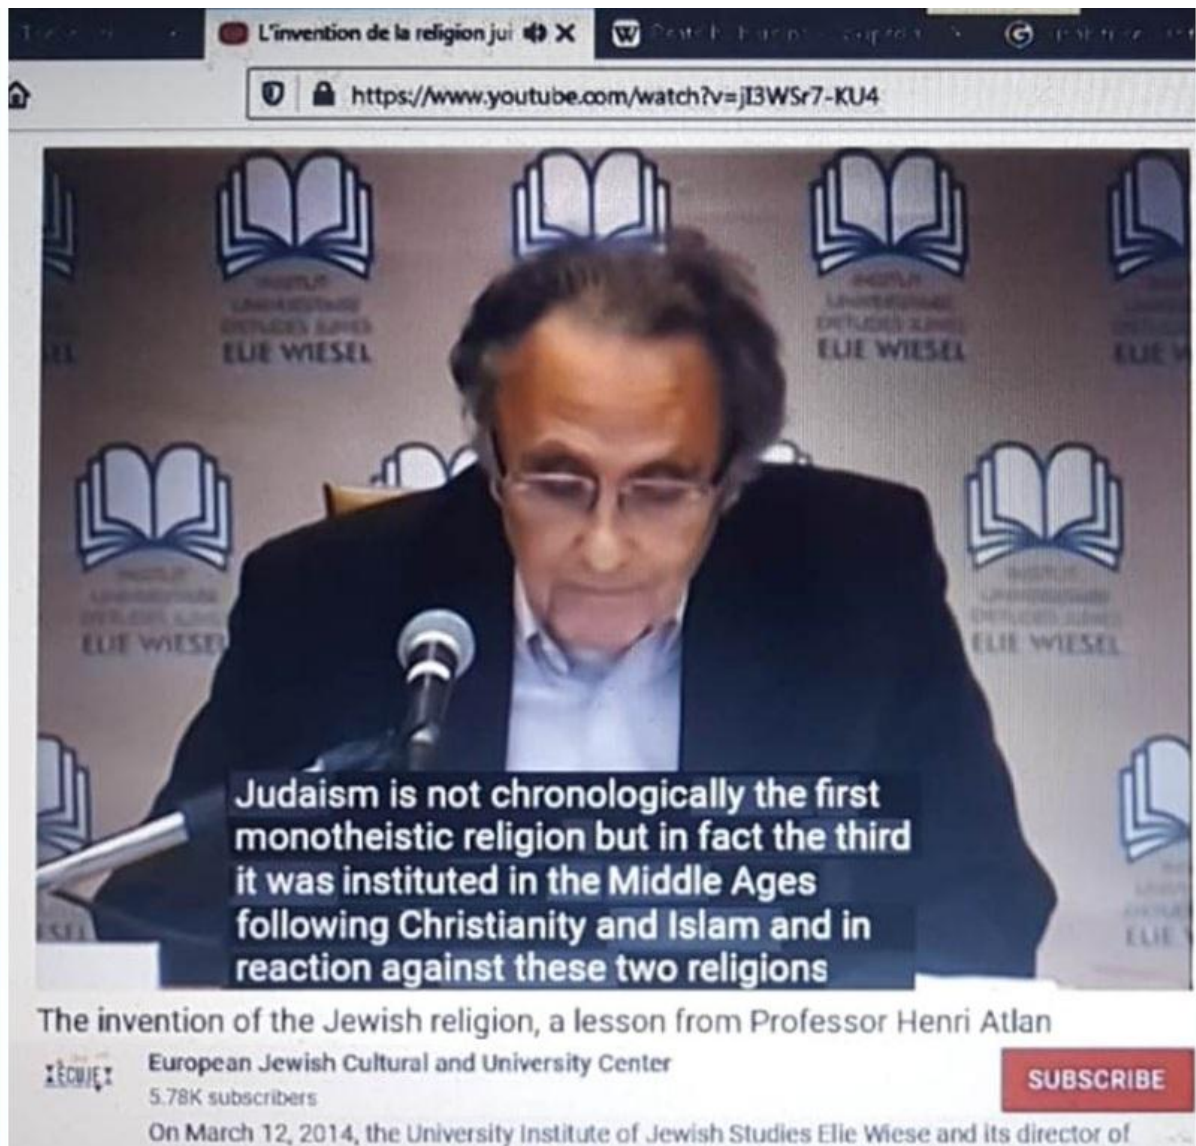 L'invention de la religion jui
https://www.youtube.com/watch?v=jI3WSr7-KU4
ELIE WIESEL
ELIE WIESEL
ELIE WIESEL
ELIE WIESEL
Judaism is not chronologically the first
monotheistic religion but in fact the third
it was instituted in the Middle Ages
following Christianity and Islam and in
reaction against these two religions
The invention of the Jewish religion, a lesson from Professor Henri Atlan
European Jewish Cultural and University Center
5.78K subscribers
SUBSCRIBE
On March 12, 2014, the University Institute of Jewish Studies Elie Wiese and its director of